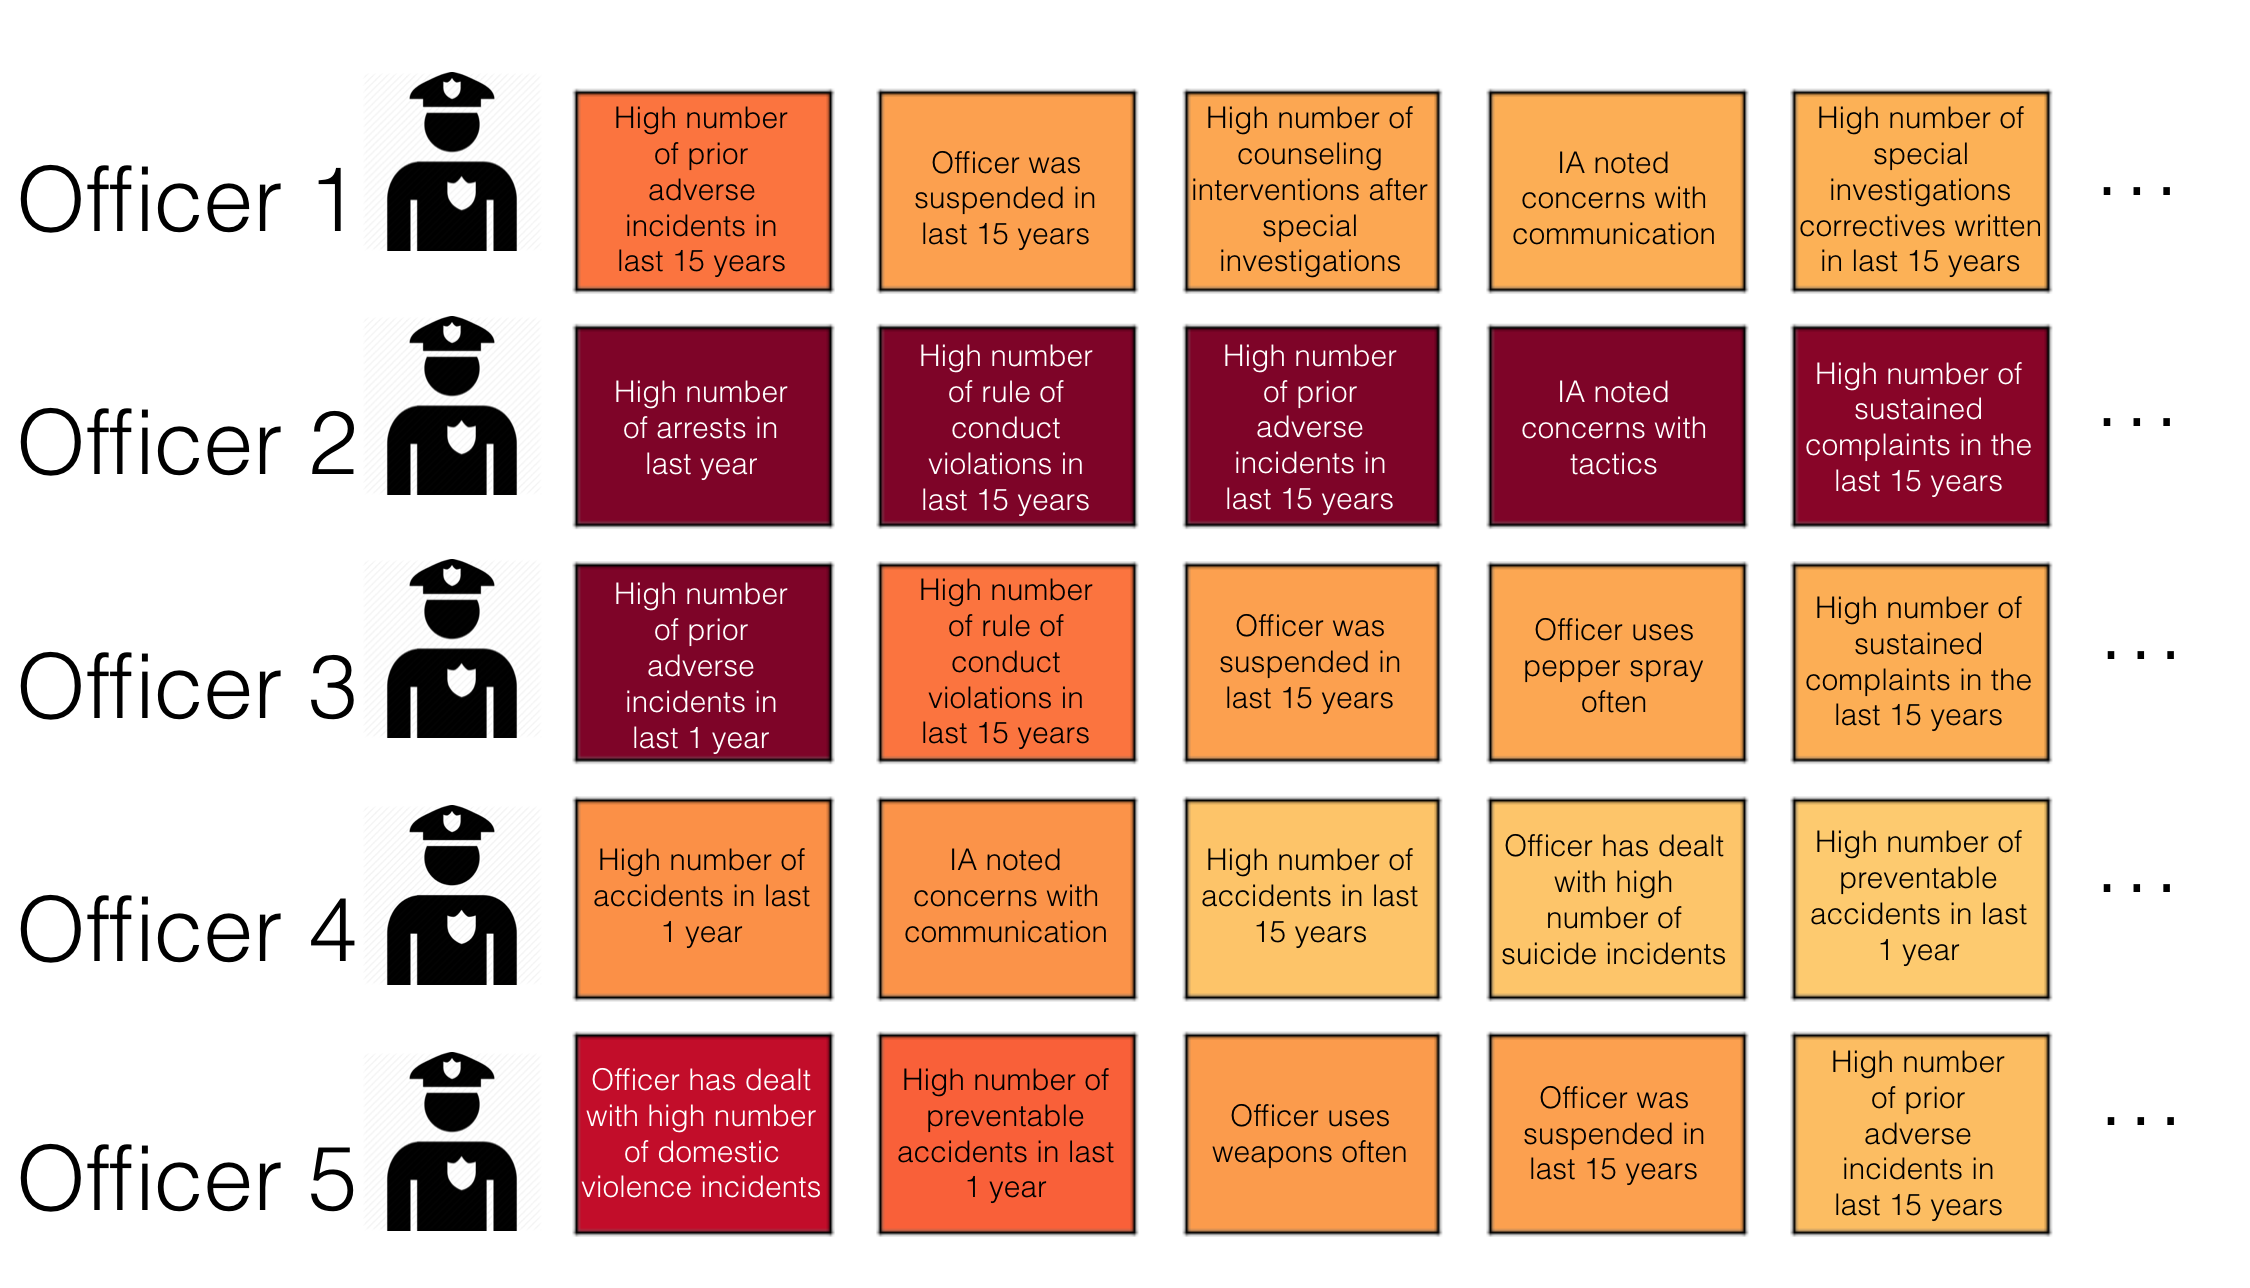 Officer 1
High number
of prior
adverse
incidents in
last 15 years
Officer was
suspended in
last 15 years
High number of
counseling
interventions after
special
investigations
IA noted
concerns with
communication
High number of
special
investigations
correctives written
in last 15 years
. . .
Officer 2
High number
of arrests in
last year
High number
of rule of
conduct
violations in
last 15 years
High number
of prior
adverse
incidents in
last 15 years
IA noted
concerns with
tactics
High number of
sustained
complaints in the
last 15 years
. . .
Officer 3
High number
of prior
adverse
incidents in
last 1 year
High number
of rule of
conduct
violations in
last 15 years
Officer was
suspended in
last 15 years
Officer uses
pepper spray
often
High number of
sustained
complaints in the
last 15 years
. . .
Officer 4
High number of
accidents in last
1 year
IA noted
concerns with
communication
High number of
accidents in last
15 years
Officer has dealt
with high
number of
suicide incidents
High number of
preventable
accidents in last
1 year
. . .
Officer 5
Officer has dealt
with high number
of domestic
violence incidents
High number of
preventable
accidents in last
1 year
Officer uses
weapons often
Officer was
suspended in
last 15 years
High number
of prior
adverse
incidents in
last 15 years
. . .